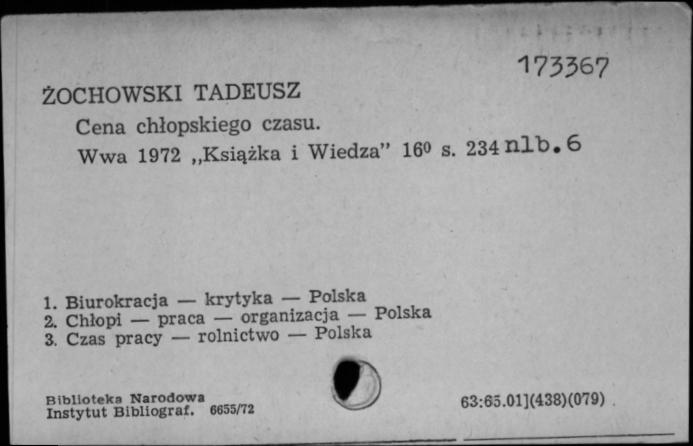 173367
ŻOCHOWSKI TADEUSZ
Cena chłopskiego czasu.
Wwa 1972 „Książka i Wiedza” 16⁰ s. 234 nlb. 6
1. Biurokracja — krytyka — Polska
2. Chłopi — praca — organizacja — Polska
3. Czas pracy — rolnictwo — Polska
Biblioteka Narodowa
Instytut Bibliograf. 6655/72
63:65.01](438)(079)